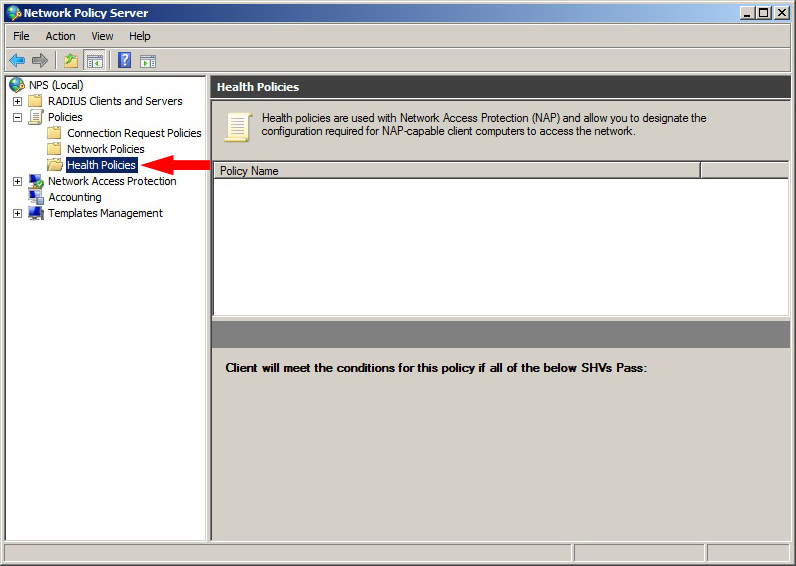 Network Policy Server
File Action View Help
NPS (Local)
RADIUS Clients and Servers
Policies
Connection Request Policies
Network Policies
Health Policies
Network Access Protection
Accounting
Templates Management
Health Policies
Health policies are used with Network Access Protection (NAP) and allow you to designate the
configuration required for NAP-capable client computers to access the network.
Policy Name
Client will meet the conditions for this policy if all of the below SHVs Pass: